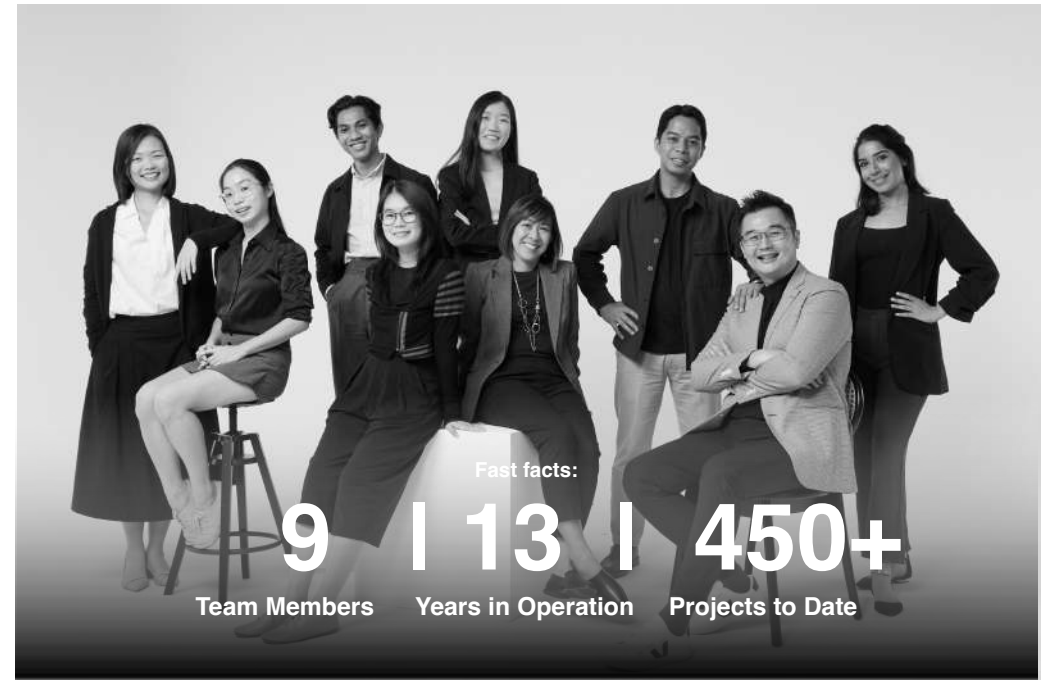 Fast facts:
9 | 13 | 450+
Team Members Years in Operation Projects to Date